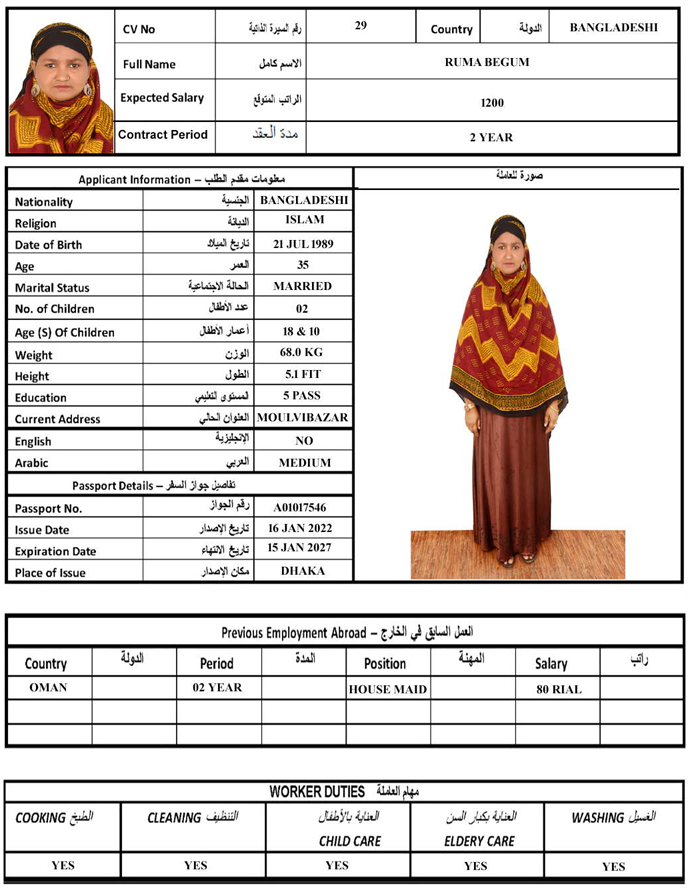 CV No رقم السيرة الذاتية 29 Country الدولة BANGLADESHI
Full Name الاسم كامل RUMA BEGUM
Expected Salary الراتب المتوقع 1200
Contract Period مدة العقد 2 YEAR
Applicant Information – معلومات مقدم الطلب
صورة للعاملة
Nationality الجنسية BANGLADESHI
Religion الديانة ISLAM
Date of Birth تاريخ الميلاد 21 JUL 1989
Age العمر 35
Marital Status الحالة الاجتماعية MARRIED
No. of Children عدد الأطفال 02
Age (S) Of Children أعمار الأطفال 18 & 10
Weight الوزن 68.0 KG
Height الطول 5.1 FIT
Education المستوى التعليمي 5 PASS
Current Address العنوان الحالي MOULVIBAZAR
English الإنجليزية NO
Arabic العربي MEDIUM
Passport Details – تفاصيل جواز السفر
Passport No. رقم الجواز A01017546
Issue Date تاريخ الإصدار 16 JAN 2022
Expiration Date تاريخ الانتهاء 15 JAN 2027
Place of Issue مكان الإصدار DHAKA
Previous Employment Abroad – العمل السابق في الخارج
Country الدولة Period المدة Position المهنة Salary راتب
OMAN 02 YEAR HOUSE MAID 80 RIAL
WORKER DUTIES مهام العاملة
COOKING الطبخ CLEANING التنظيف العناية بالأطفال العناية بكبار السن WASHING الغسيل
CHILD CARE ELDERY CARE
YES YES YES YES YES